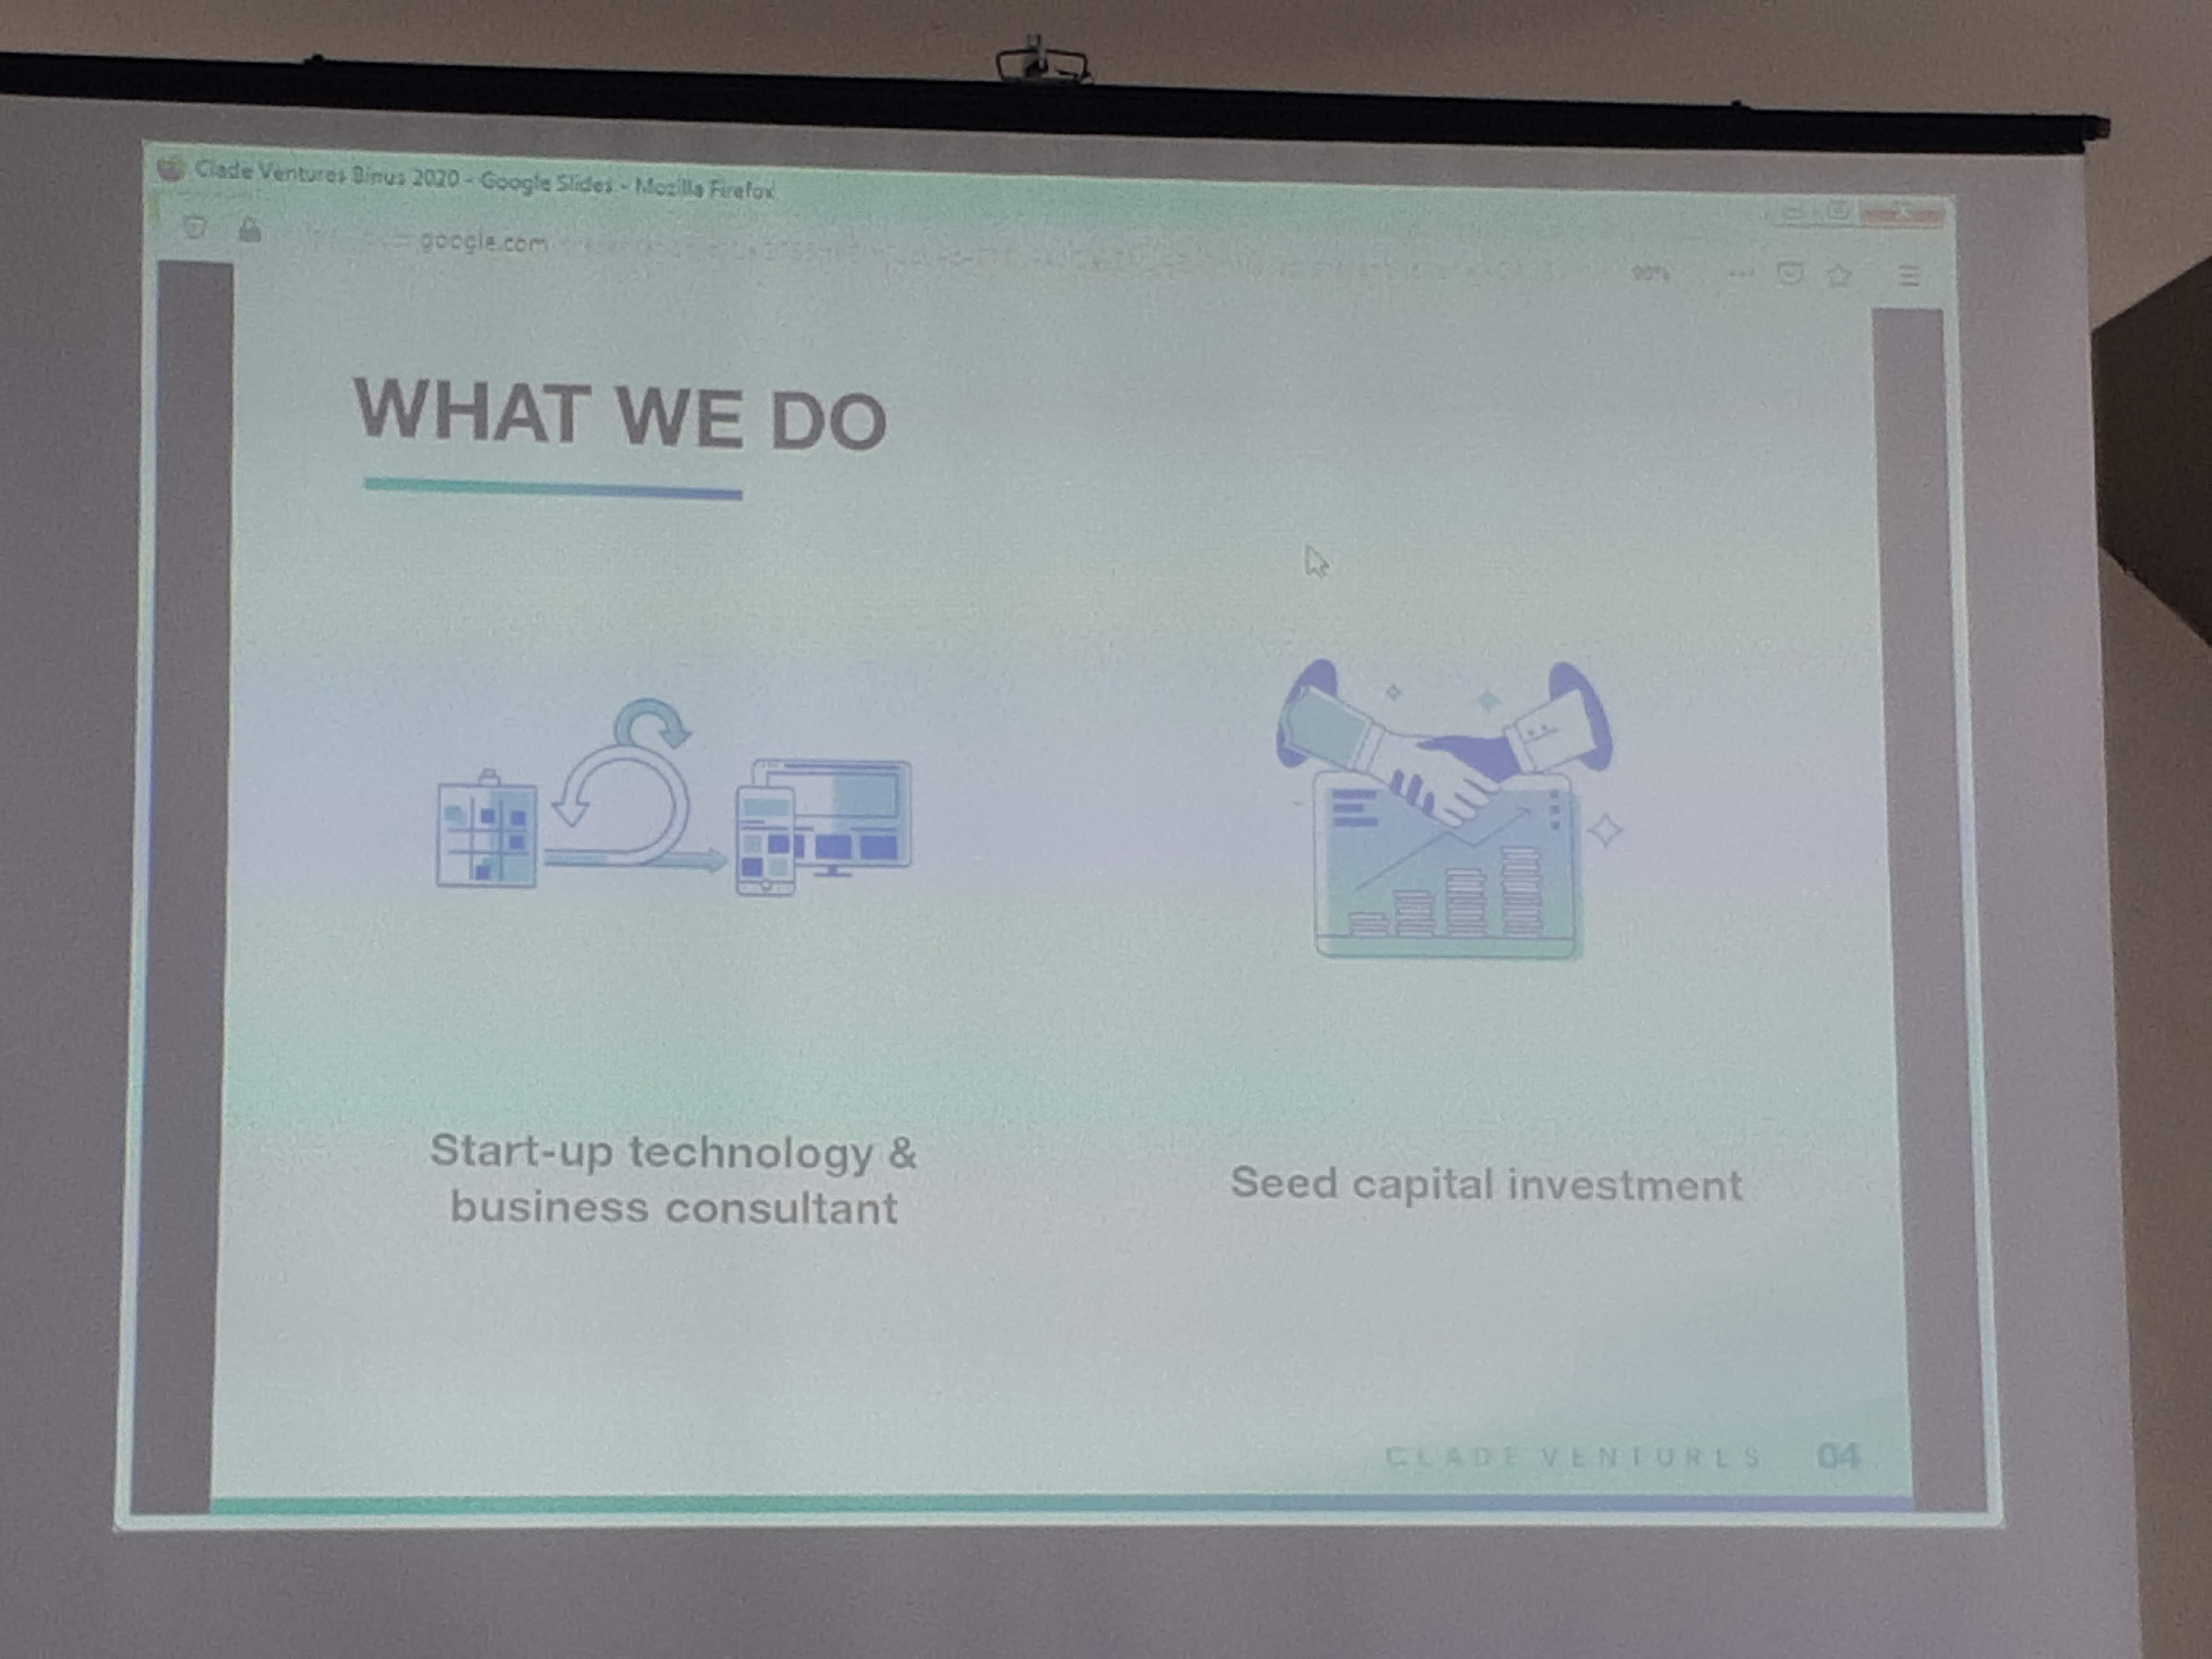 Clade Ventures Binus 2020 - Google Slides - Mozilla Firefox
google.com
90%
WHAT WE DO
Start-up technology &
business consultant
Seed capital investment
CLADE VENTURES 04